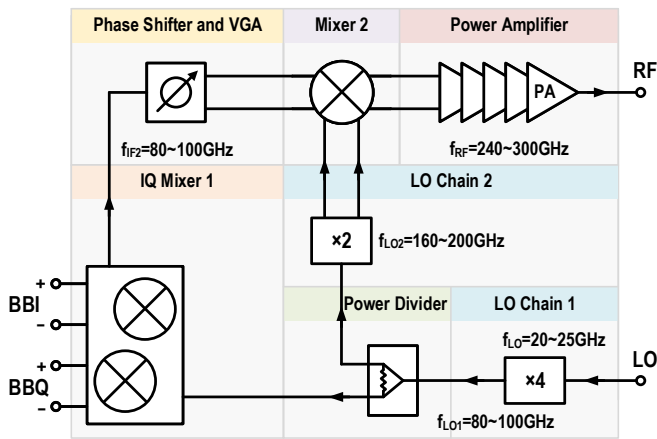 Phase Shifter and VGA
Mixer 2
Power Amplifier
RF
PA
fIF2=80~100GHz
fRF=240~300GHz
IQ Mixer 1
LO Chain 2
×2
fLO2=160~200GHz
+
BBI
−
+
BBQ
−
Power Divider
LO Chain 1
fLO=20~25GHz
LO
×4
fLO1=80~100GHz